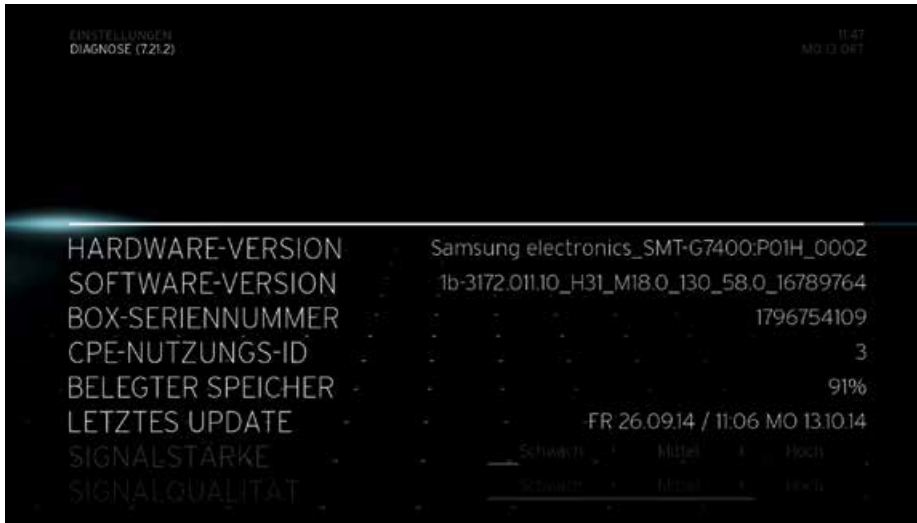 EINSTELLUNGEN
DIAGNOSE (7.21.2)
11:47
MO 13 OKT
HARDWARE-VERSION Samsung electronics_SMT-G7400:P01H_0002
SOFTWARE-VERSION 1b-3172.011.10_H31_M18.0_130_58.0_16789764
BOX-SERIENNUMMER 1796754109
CPE-NUTZUNGS-ID 3
BELEGTER SPEICHER 91%
LETZTES UPDATE FR 26.09.14 / 11:06 MO 13.10.14
SIGNALSTÄRKE Schwach Mittel Hoch
SIGNALQUALITÄT Schwach Mittel Hoch